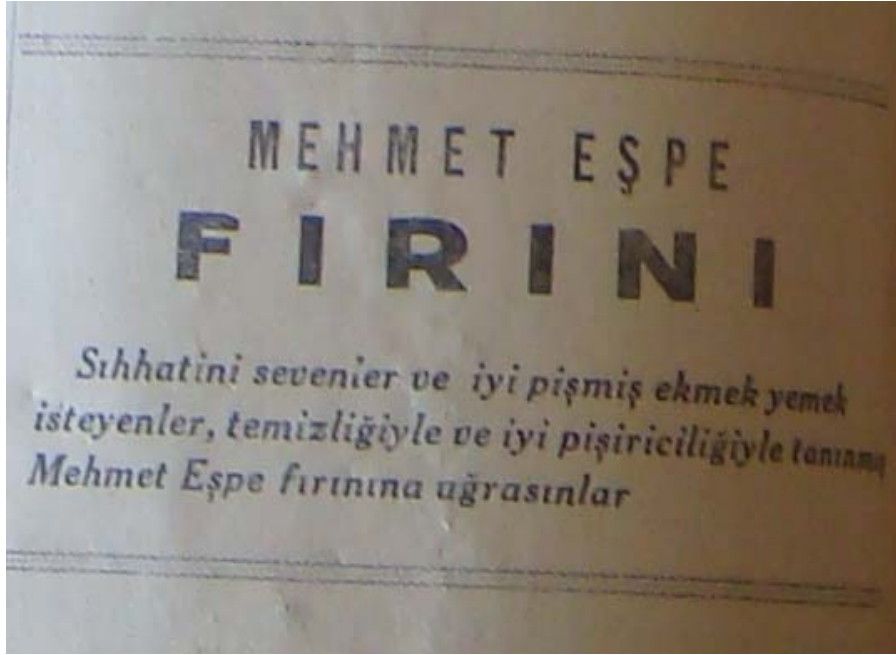 MEHMET EŞPE
FIRINI
Sıhhatini sevenler ve iyi pişmiş ekmek yemek
isteyenler, temizliğiyle ve iyi pişiriciliğiyle tanınmış
Mehmet Eşpe fırınına uğrasınlar